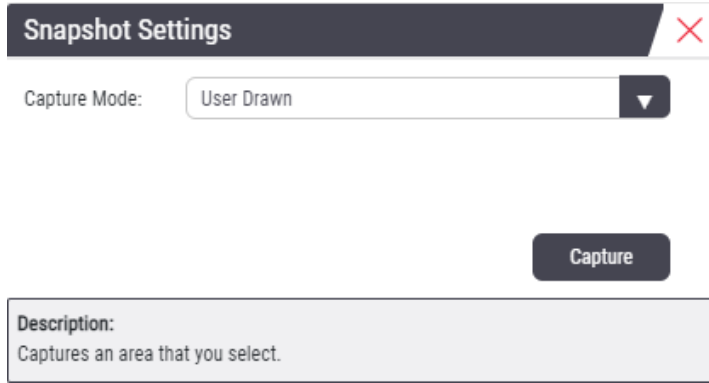 Snapshot Settings
Capture Mode: User Drawn
Capture
Description:
Captures an area that you select.